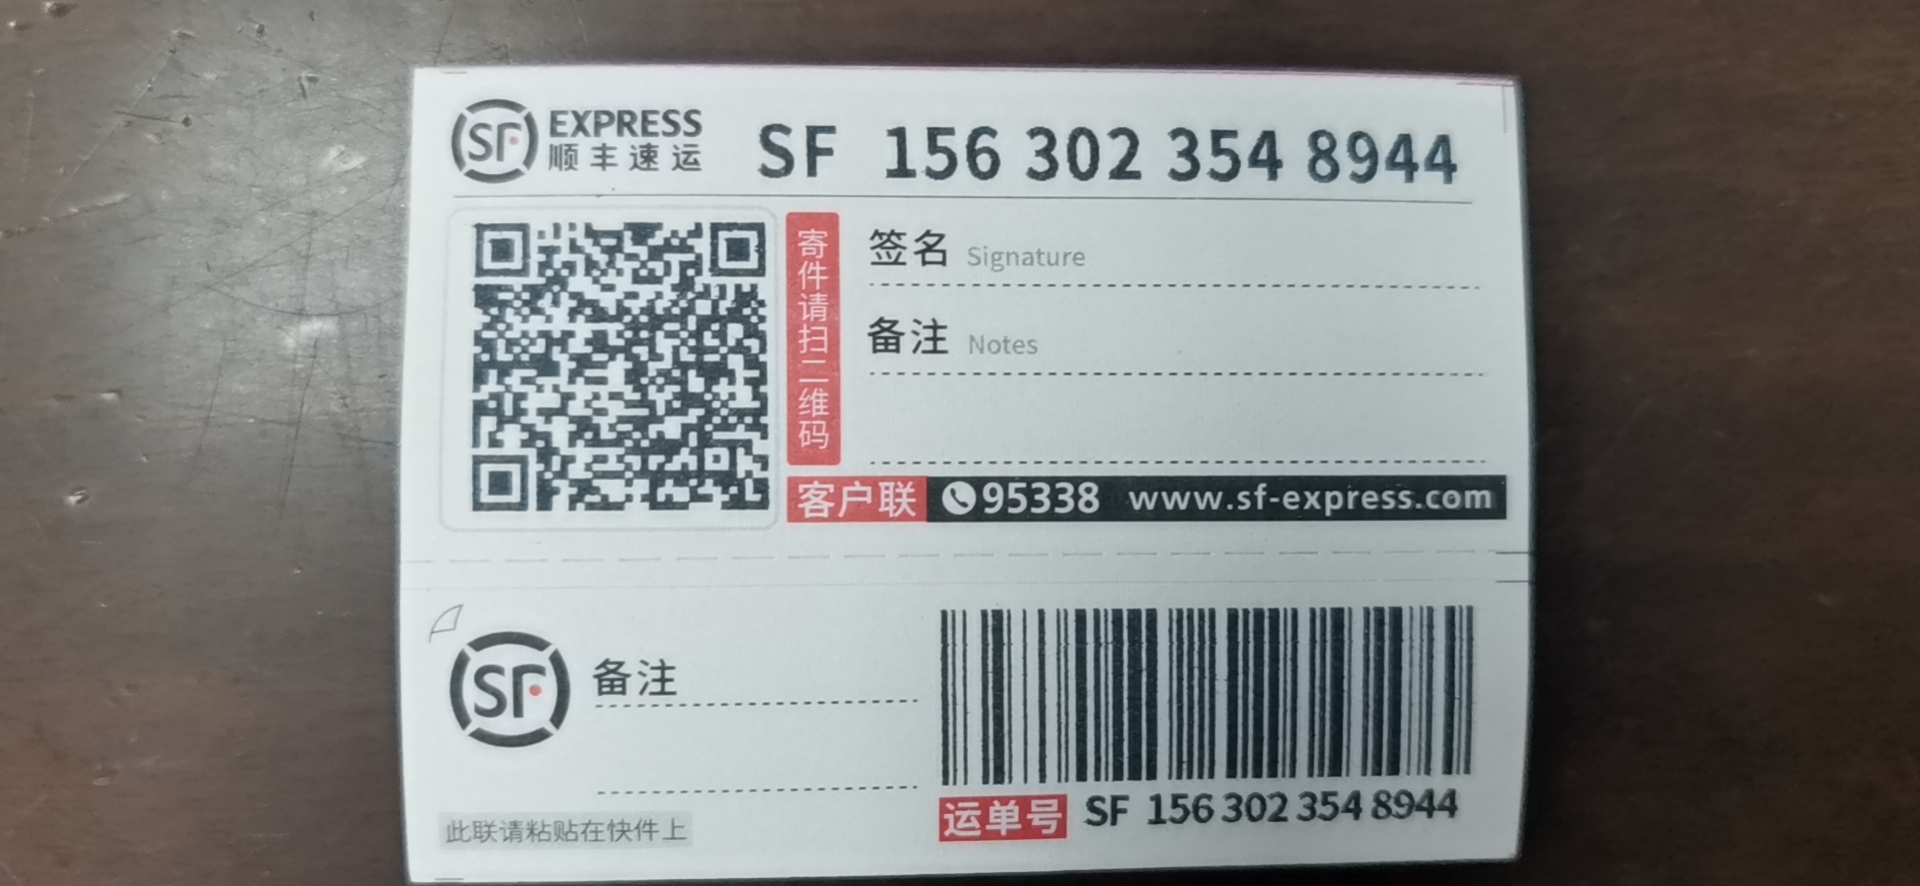 SF EXPRESS
顺丰速运
SF 156 302 354 8944
寄件请扫二维码
签名 Signature
备注 Notes
客户联 95338 www.sf-express.com
SF 备注
此联请粘贴在快件上
运单号 SF 156 302 354 8944